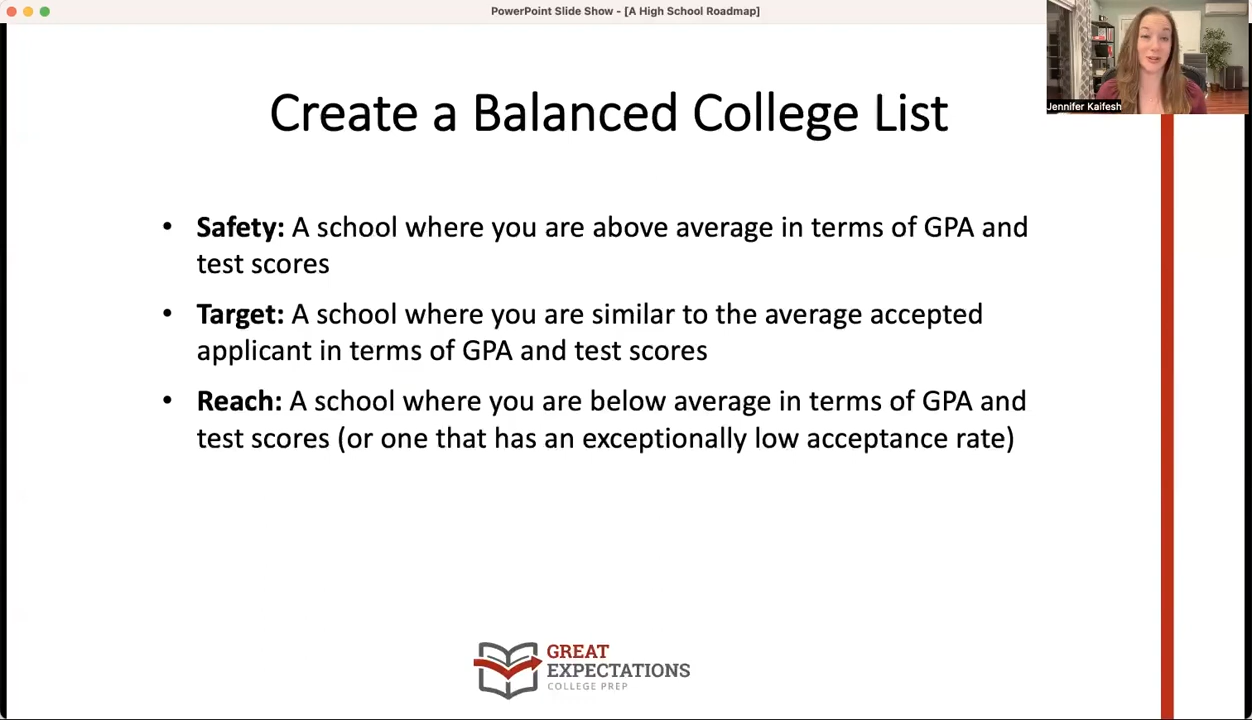 PowerPoint Slide Show - [A High School Roadmap]
Jennifer Kaifesh
Create a Balanced College List
• Safety: A school where you are above average in terms of GPA and
test scores
• Target: A school where you are similar to the average accepted
applicant in terms of GPA and test scores
• Reach: A school where you are below average in terms of GPA and
test scores (or one that has an exceptionally low acceptance rate)
GREAT
EXPECTATIONS
COLLEGE PREP